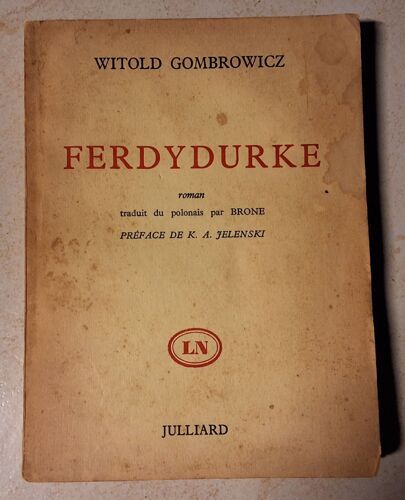 WITOLD GOMBROWICZ
FERDYDURKE
roman
traduit du polonais par BRONE
PRÉFACE DE K. A. JELENSKI
LN
JULLIARD